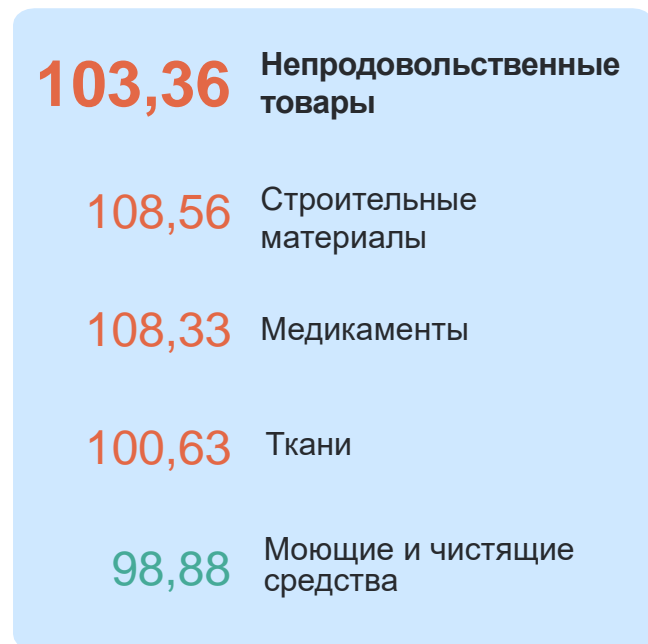 103,36 Непродовольственные
товары
108,56 Строительные
материалы
108,33 Медикаменты
100,63 Ткани
98,88 Моющие и чистящие
средства